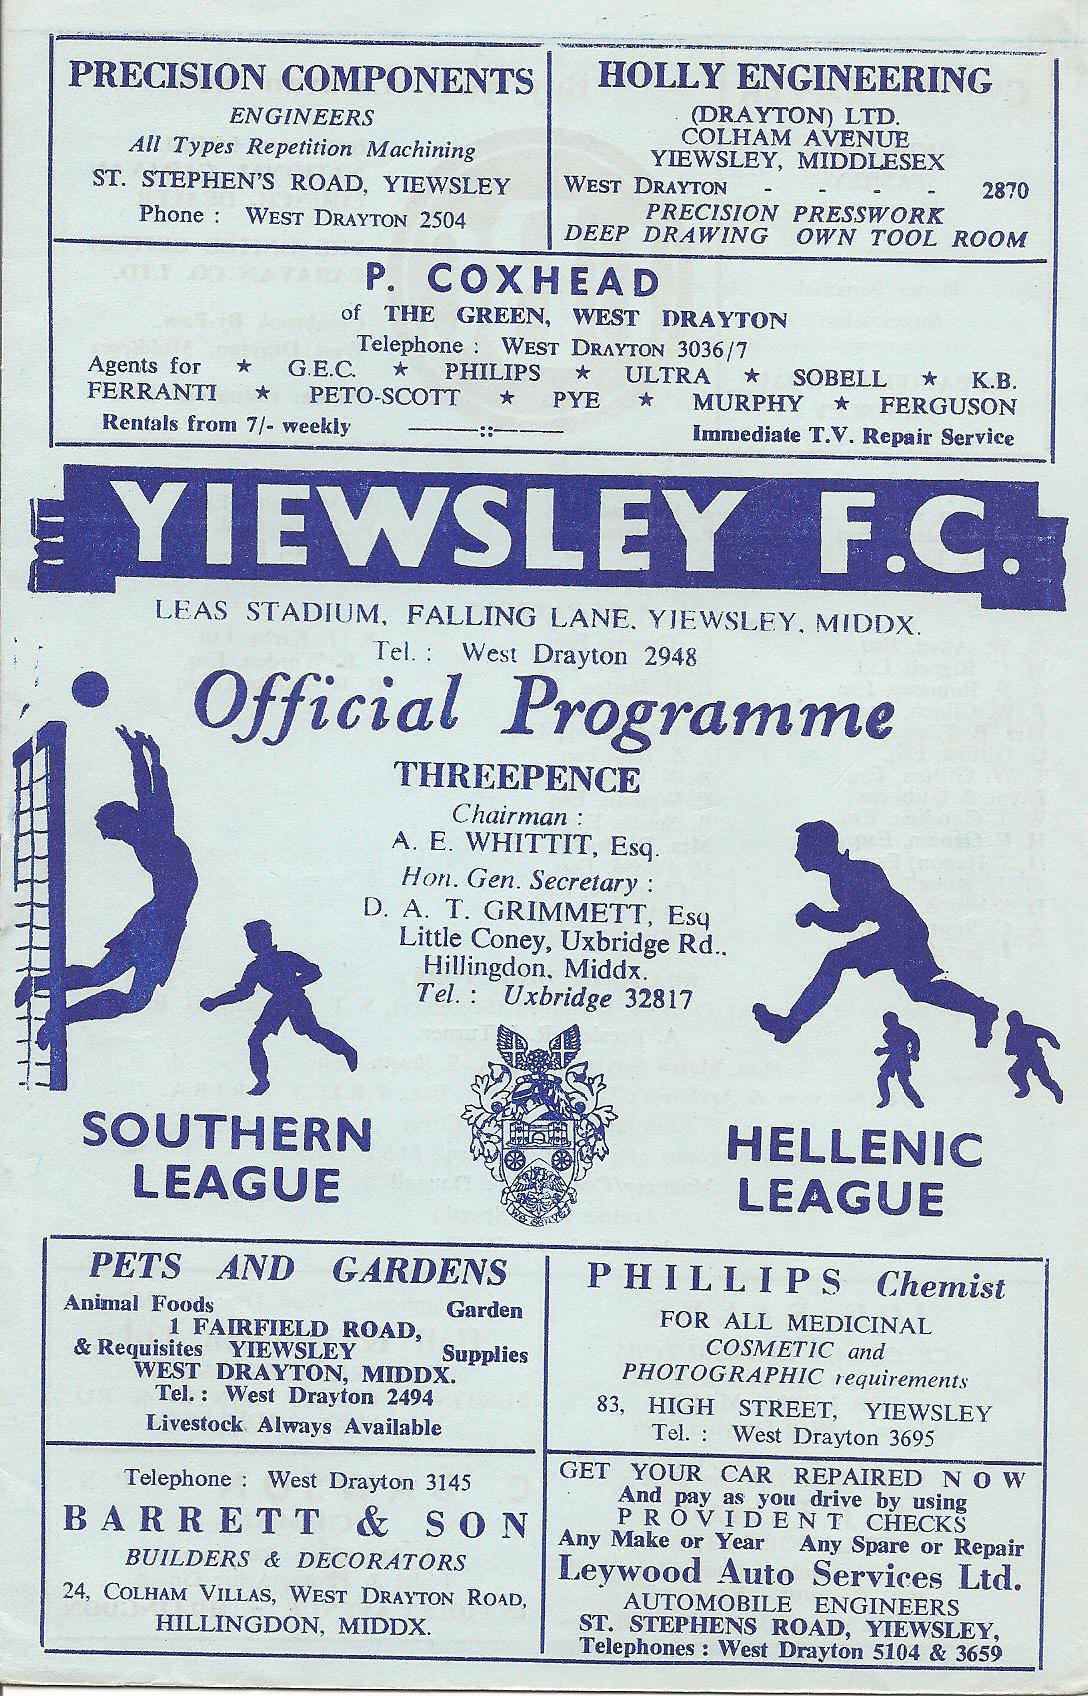 PRECISION COMPONENTS
ENGINEERS
All Types Repetition Machining
ST. STEPHEN'S ROAD, YIEWSLEY
Phone : WEST DRAYTON 2504
HOLLY ENGINEERING
(DRAYTON) LTD.
COLHAM AVENUE
YIEWSLEY, MIDDLESEX
WEST DRAYTON - - - - 2870
PRECISION PRESSWORK
DEEP DRAWING OWN TOOL ROOM
P. COXHEAD
of THE GREEN, WEST DRAYTON
Telephone : WEST DRAYTON 3036/7
Agents for ★ G.E.C. ★ PHILIPS ★ ULTRA ★ SOBELL ★ K.B.
FERRANTI ★ PETO-SCOTT ★ PYE ★ MURPHY ★ FERGUSON
Rentals from 7/- weekly ——::—— Immediate T.V. Repair Service
YIEWSLEY F.C.
LEAS STADIUM, FALLING LANE, YIEWSLEY, MIDDX.
Tel. : West Drayton 2948
Official Programme
THREEPENCE
Chairman :
A. E. WHITTIT, Esq.
Hon. Gen. Secretary :
D. A. T. GRIMMETT, Esq
Little Coney, Uxbridge Rd.,
Hillingdon, Middx.
Tel. : Uxbridge 32817
SOUTHERN
LEAGUE
we serve
HELLENIC
LEAGUE
PETS AND GARDENS
Animal Foods Garden
1 FAIRFIELD ROAD,
& Requisites YIEWSLEY Supplies
WEST DRAYTON, MIDDX.
Tel. : West Drayton 2494
Livestock Always Available
PHILLIPS Chemist
FOR ALL MEDICINAL
COSMETIC and
PHOTOGRAPHIC requirements
83, HIGH STREET, YIEWSLEY
Tel. : West Drayton 3695
Telephone : West Drayton 3145
BARRETT & SON
BUILDERS & DECORATORS
24, COLHAM VILLAS, WEST DRAYTON ROAD,
HILLINGDON, MIDDX.
GET YOUR CAR REPAIRED NOW
And pay as you drive by using
PROVIDENT CHECKS
Any Make or Year Any Spare or Repair
Leywood Auto Services Ltd.
AUTOMOBILE ENGINEERS
ST. STEPHENS ROAD, YIEWSLEY,
Telephones : West Drayton 5104 & 3659